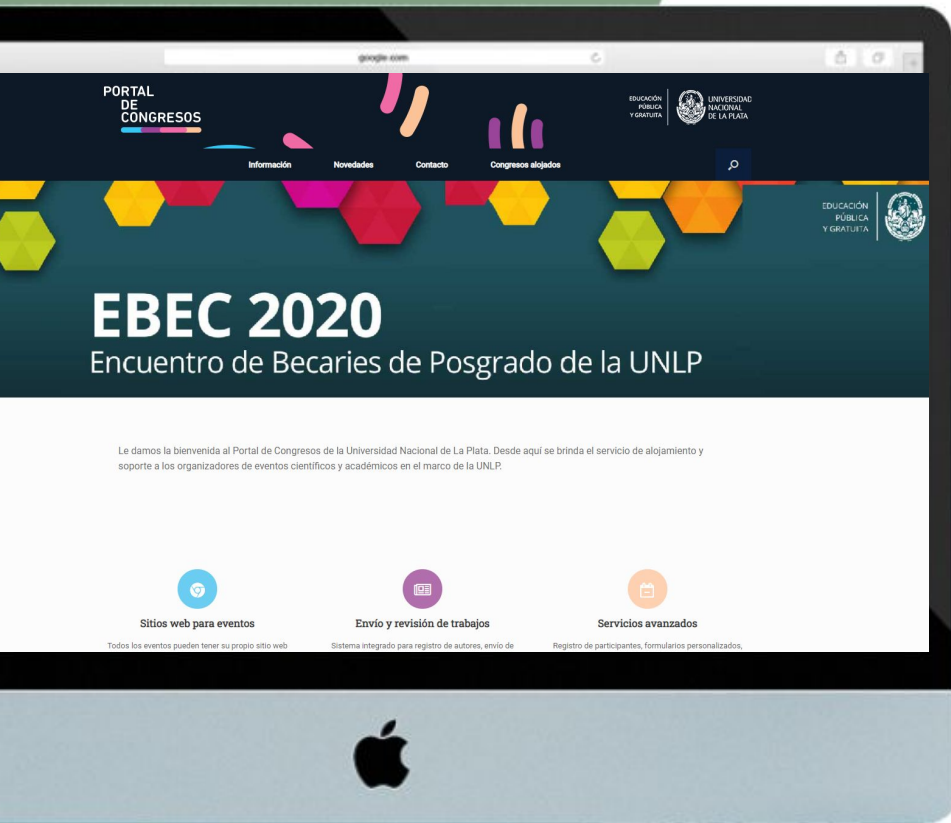 google.com
PORTAL
DE
CONGRESOS
EDUCACIÓN
PÚBLICA
Y GRATUITA
UNIVERSIDAD
NACIONAL
DE LA PLATA
Información Novedades Contacto Congresos alojados
EDUCACIÓN
PÚBLICA
Y GRATUITA
EBEC 2020
Encuentro de Becaries de Posgrado de la UNLP
Le damos la bienvenida al Portal de Congresos de la Universidad Nacional de La Plata. Desde aquí se brinda el servicio de alojamiento y
soporte a los organizadores de eventos científicos y académicos en el marco de la UNLP.
Sitios web para eventos
Todos los eventos pueden tener su propio sitio web
Envío y revisión de trabajos
Sistema integrado para registro de autores, envío de
Servicios avanzados
Registro de participantes, formularios personalizados,